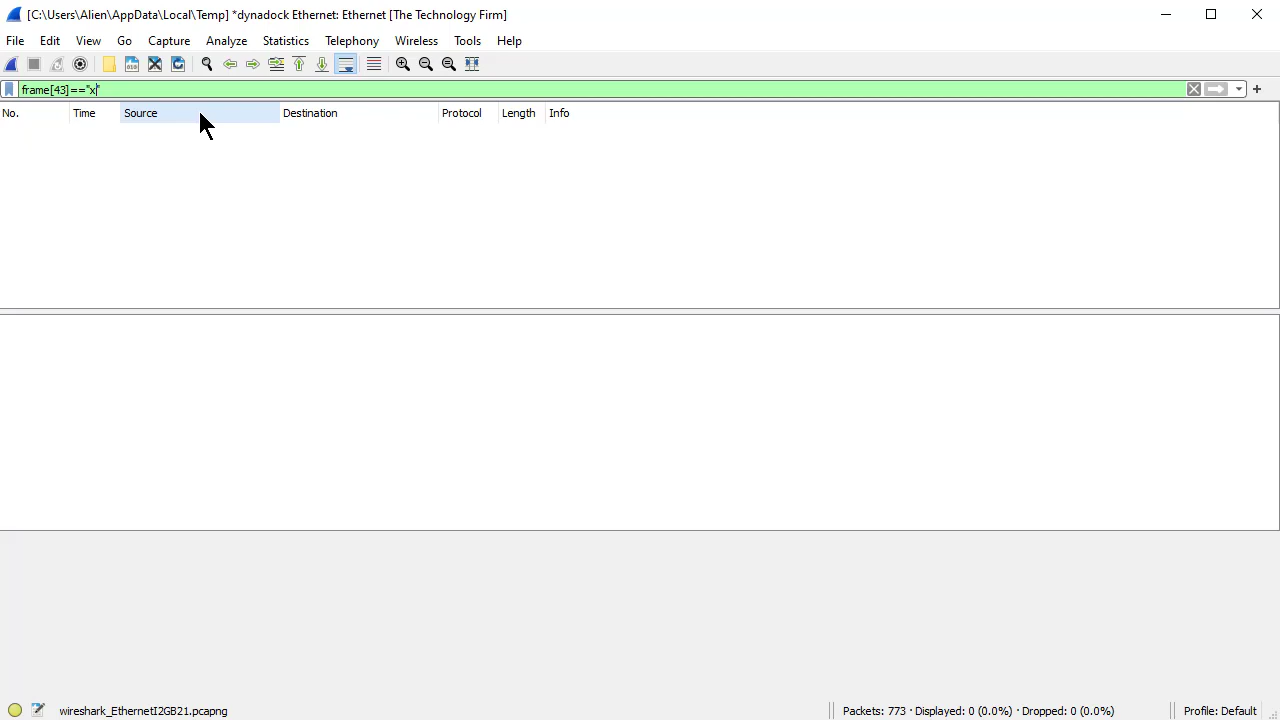 [C:\Users\Alien\AppData\Local\Temp] *dynadock Ethernet: Ethernet [The Technology Firm]
File Edit View Go Capture Analyze Statistics Telephony Wireless Tools Help
frame[43]=="x"
No. Time Source Destination Protocol Length Info
wireshark_EthernetI2GB21.pcapng Packets: 773 · Displayed: 0 (0.0%) · Dropped: 0 (0.0%) Profile: Default